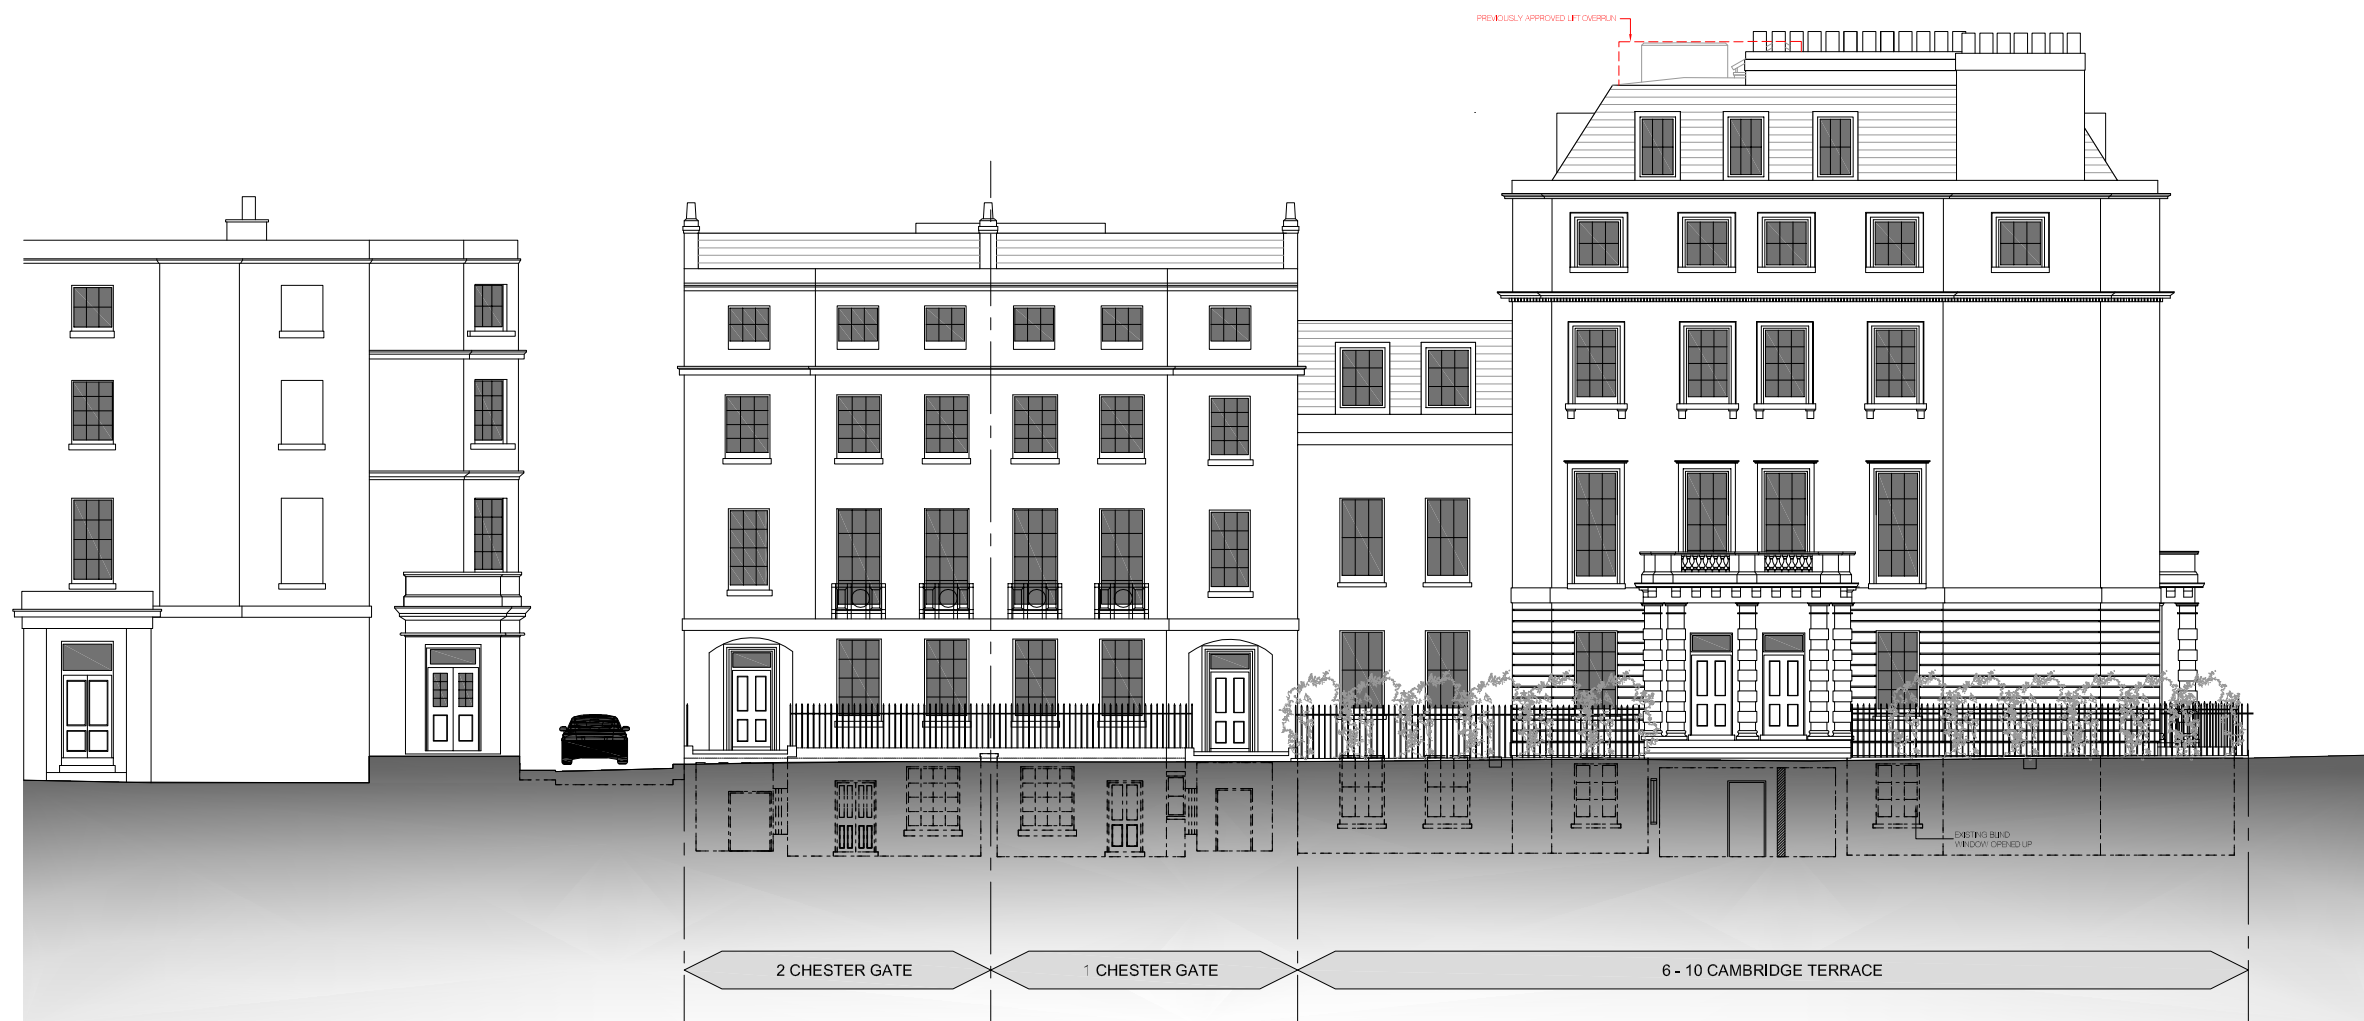 PREVIOUSLY APPROVED LIFT OVERRUN
EXISTING BLIND
WINDOW OPENED UP
2 CHESTER GATE
1 CHESTER GATE
6 - 10 CAMBRIDGE TERRACE